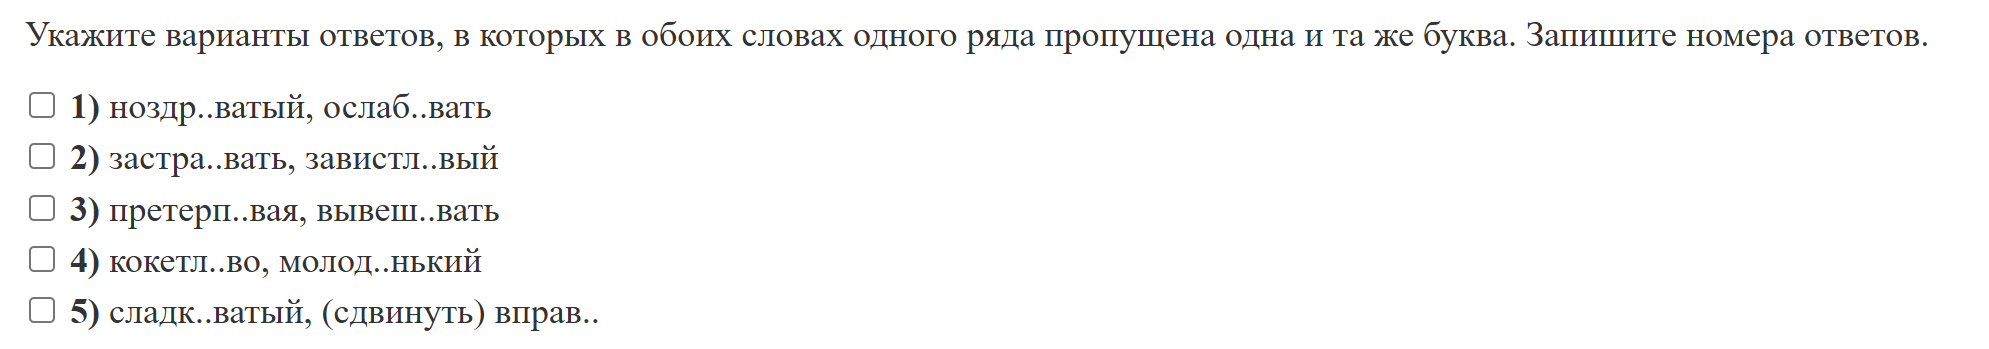 Укажите варианты ответов, в которых в обоих словах одного ряда пропущена одна и та же буква. Запишите номера ответов.
1) ноздр..ватый, ослаб..вать
2) застра..вать, завистл..вый
3) претерп..вая, вывеш..вать
4) кокетл..во, молод..нький
5) сладк..ватый, (сдвинуть) вправ..